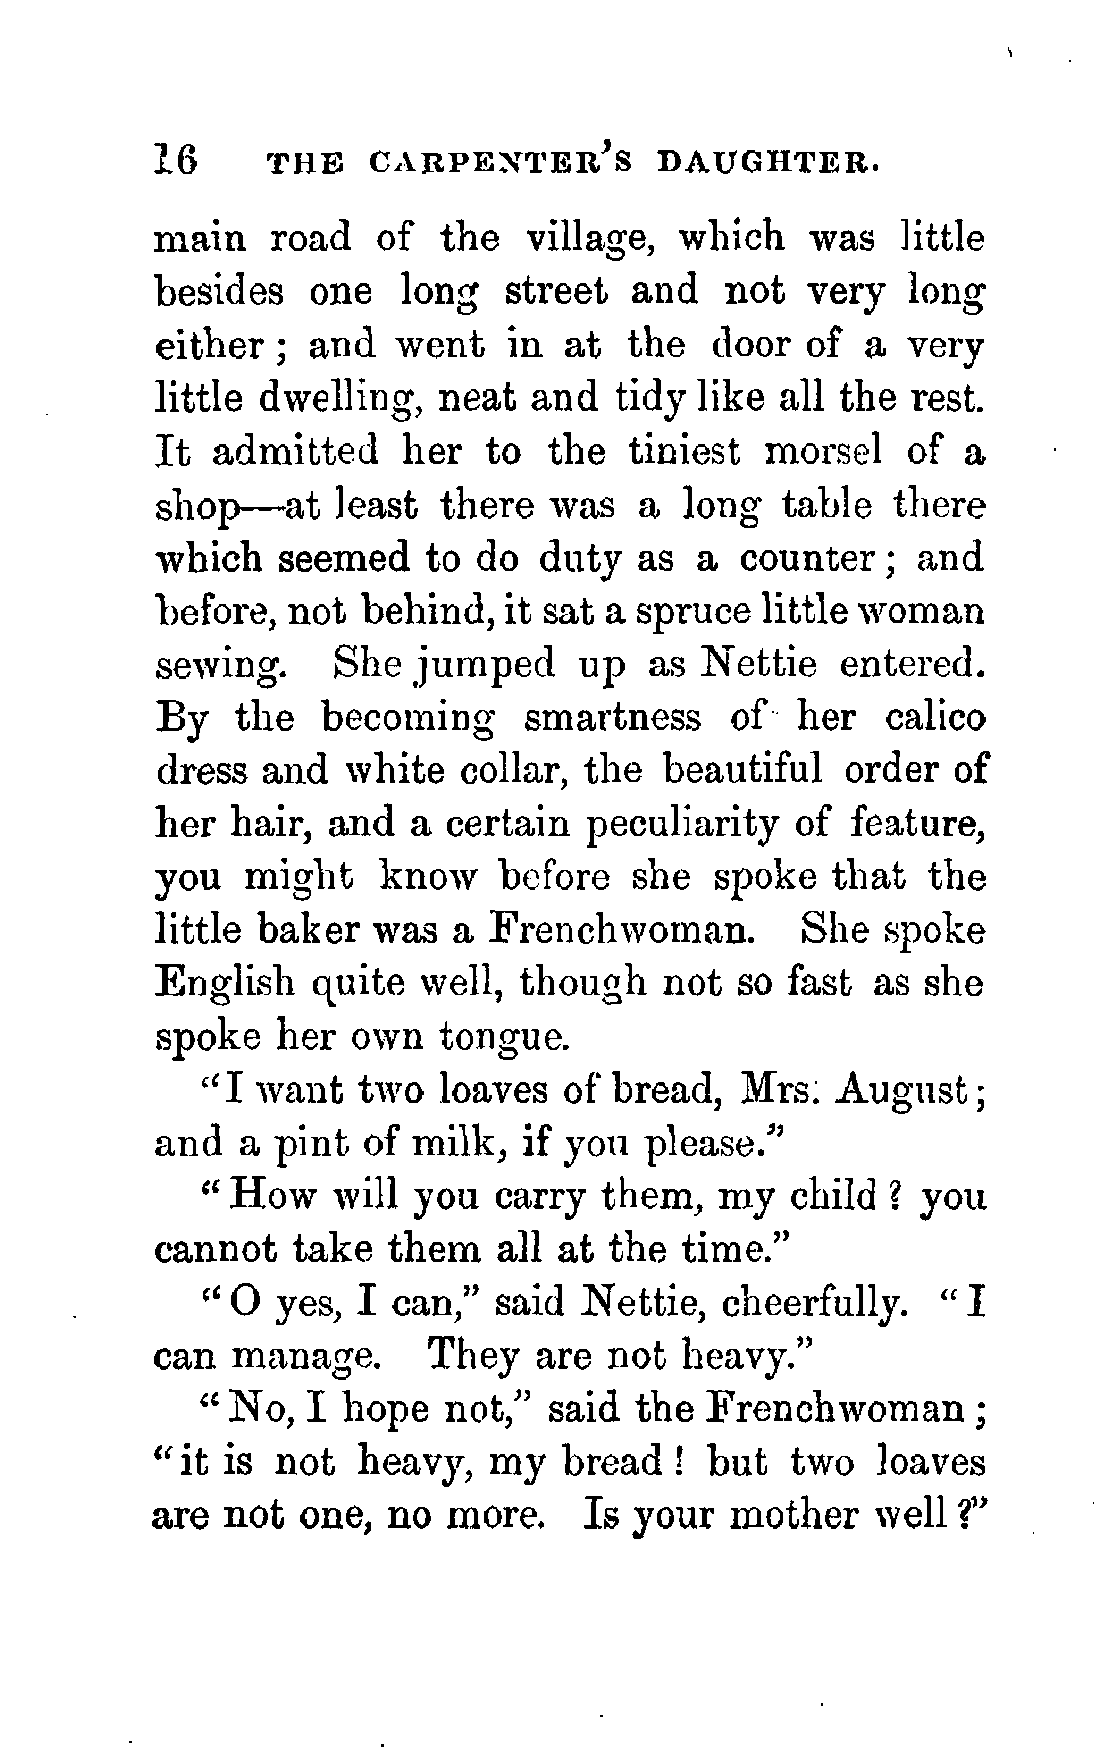 16 THE CARPENTER'S DAUGHTER.
main road of the village, which was little
besides one long street and not very long
either ; and went in at the door of a very
little dwelling, neat and tidy like all the rest.
It admitted her to the tiniest morsel of a
shop—at least there was a long table there
which seemed to do duty as a counter ; and
before, not behind, it sat a spruce little woman
sewing. She jumped up as Nettie entered.
By the becoming smartness of her calico
dress and white collar, the beautiful order of
her hair, and a certain peculiarity of feature,
you might know before she spoke that the
little baker was a Frenchwoman. She spoke
English quite well, though not so fast as she
spoke her own tongue.
"I want two loaves of bread, Mrs. August ;
and a pint of milk, if you please."
"How will you carry them, my child ? you
cannot take them all at the time."
"O yes, I can," said Nettie, cheerfully. "I
can manage. They are not heavy."
"No, I hope not," said the Frenchwoman ;
"it is not heavy, my bread ! but two loaves
are not one, no more. Is your mother well ?"